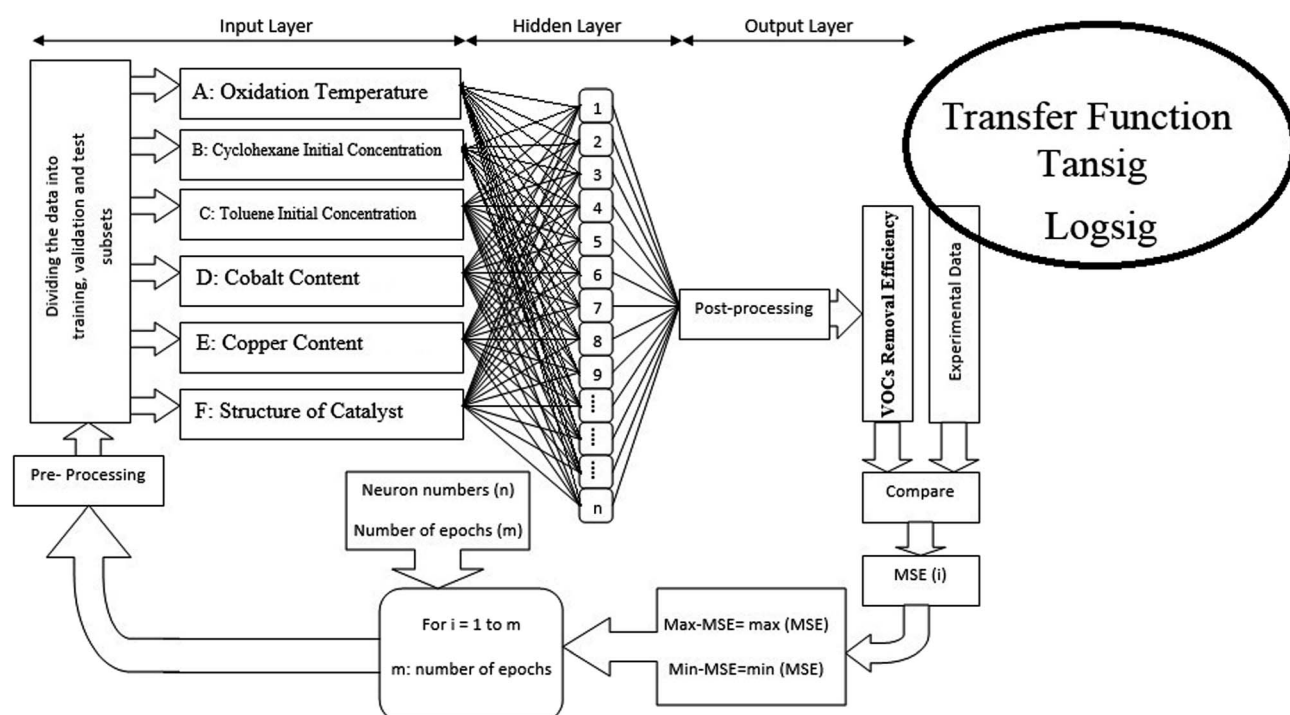 Input Layer
Hidden Layer
Output Layer
Dividing the data into
training, validation and test
subsets
A: Oxidation Temperature
B: Cyclohexane Initial Concentration
C: Toluene Initial Concentration
D: Cobalt Content
E: Copper Content
F: Structure of Catalyst
1
2
3
4
5
6
7
8
9
n
Post-processing
VOCs Removal Efficiency
Experimental Data
Transfer Function
Tansig
Logsig
Pre- Processing
Neuron numbers (n)
Number of epochs (m)
Compare
MSE (i)
For i = 1 to m
m: number of epochs
Max-MSE= max (MSE)
Min-MSE=min (MSE)